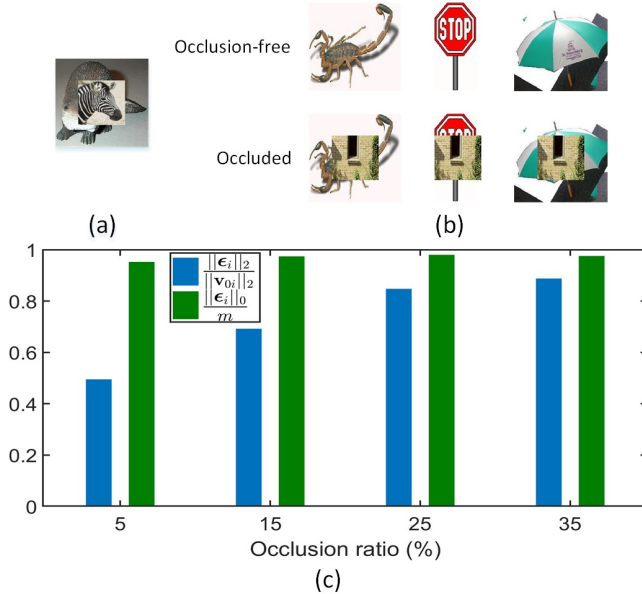 Occlusion-free
STOP
Occluded
STOP
(a)
(b)
1
0.8
0.6
0.4
0.2
0
||ϵᵢ||₂
||v₀ᵢ||₂
||ϵᵢ||₀
m
5
15
25
35
Occlusion ratio (%)
(c)